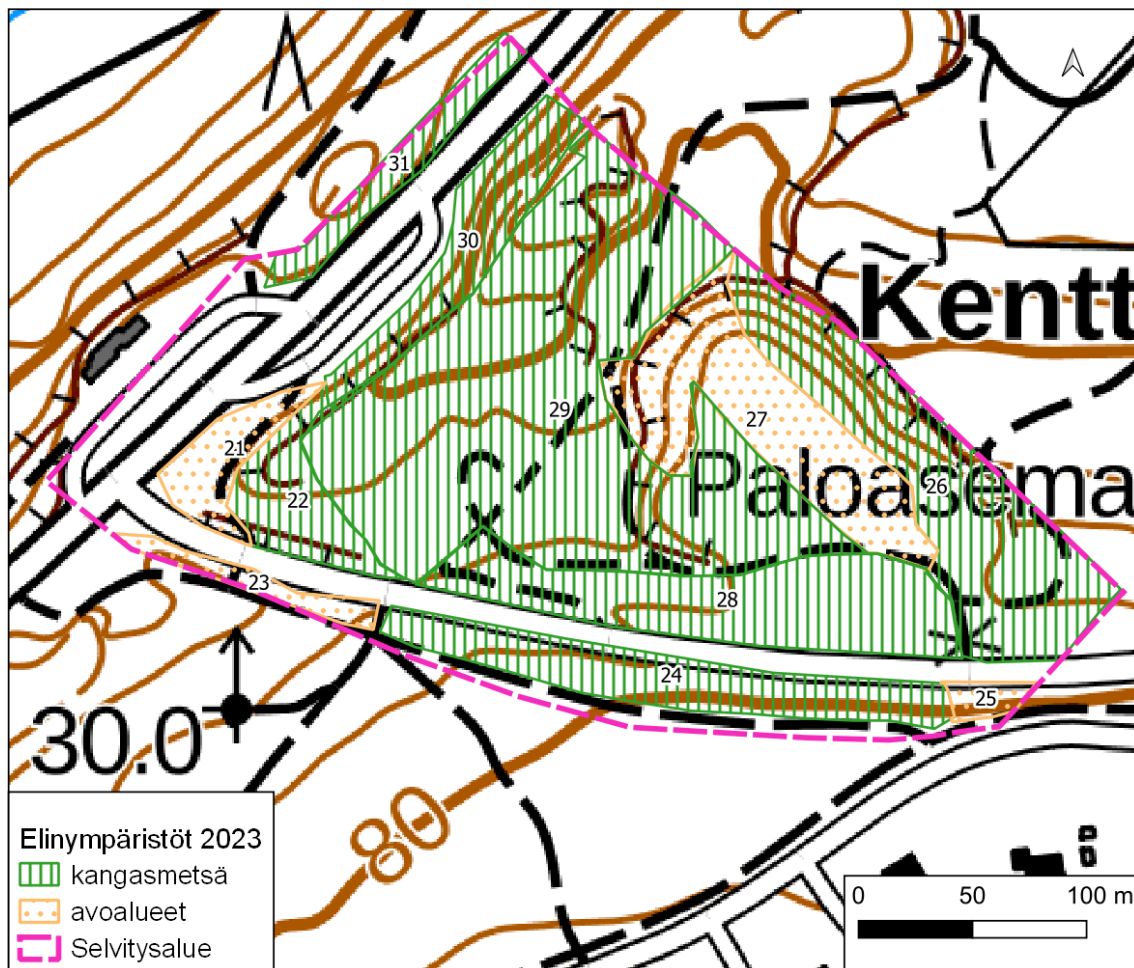 31
30
Kentt
29
27
21
Paloasema
26
22
23
28
24
25
30.0
80
Elinympäristöt 2023
kangasmetsä
avoalueet
Selvitysalue
0 50 100 m